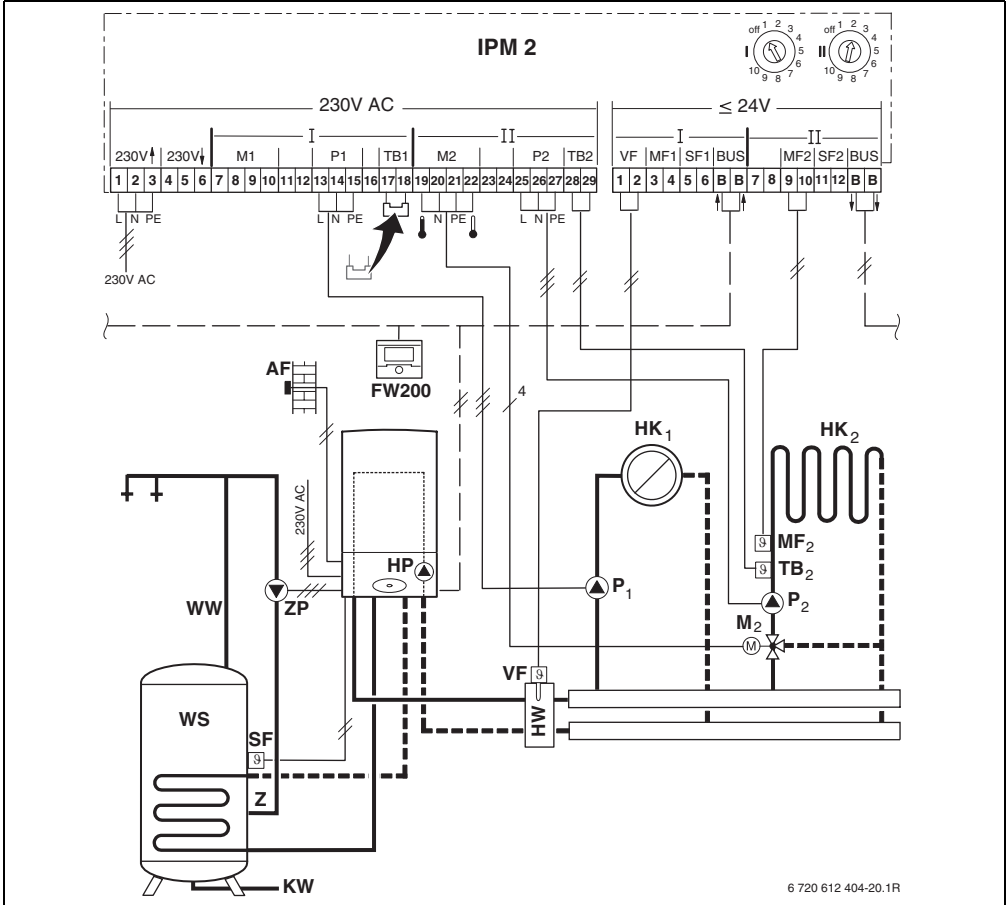 IPM 2
off 1 2 3 4 5 6 7 8 9 10
I
off 1 2 3 4 5 6 7 8 9 10
II
230V AC
≤ 24V
I
II
I
II
230V 230V M1 P1 TB1 M2 P2 TB2
VF MF1 SF1 BUS MF2 SF2 BUS
1 2 3 4 5 6 7 8 9 10 11 12 13 14 15 16 17 18 19 20 21 22 23 24 25 26 27 28 29
1 2 3 4 5 6 B B 7 8 9 10 11 12 B B
L N PE
L N PE
N PE
L N PE
230V AC
AF
FW200
4
HK1
HK2
230V AC
HP
MF2
TB2
WW
ZP
P1
P2
M2
M
VF
ϑ
ϑ
ϑ
HW
WS
SF
ϑ
Z
KW
6 720 612 404-20.1R